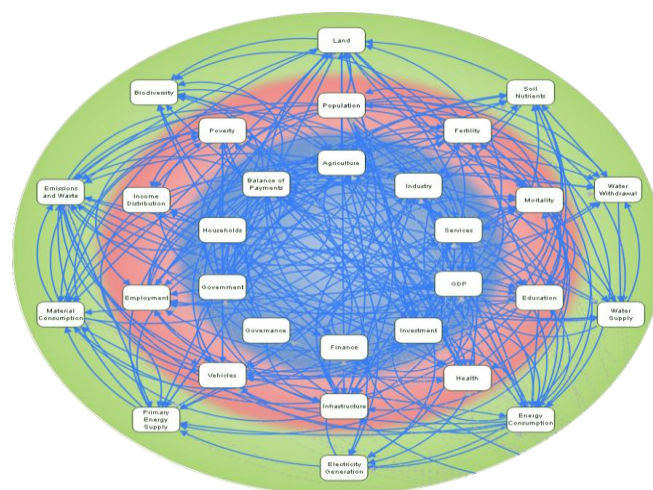 Land
Biodiversity
Soil
Nutrients
Population
Poverty
Fertility
Agriculture
Balance of
Payments
Industry
Emissions
and Waste
Income
Distribution
Mortality
Water
Withdrawal
Households
Services
Government
GDP
Employment
Education
Material
Consumption
Water
Supply
Governance
Investment
Finance
Vehicles
Health
Primary
Energy
Supply
Infrastructure
Energy
Consumption
Electricity
Generation